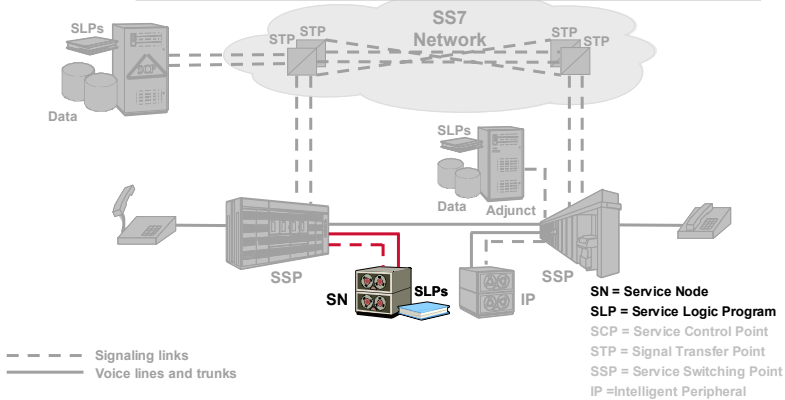 SS7
Network
SLPs
STP
STP
STP
STP
SCP
Data
SLPs
Data
Adjunct
SSP
SSP
SN
SLPs
IP
SN = Service Node
SLP = Service Logic Program
SCP = Service Control Point
STP = Signal Transfer Point
SSP = Service Switching Point
IP =Intelligent Peripheral
Signaling links
Voice lines and trunks